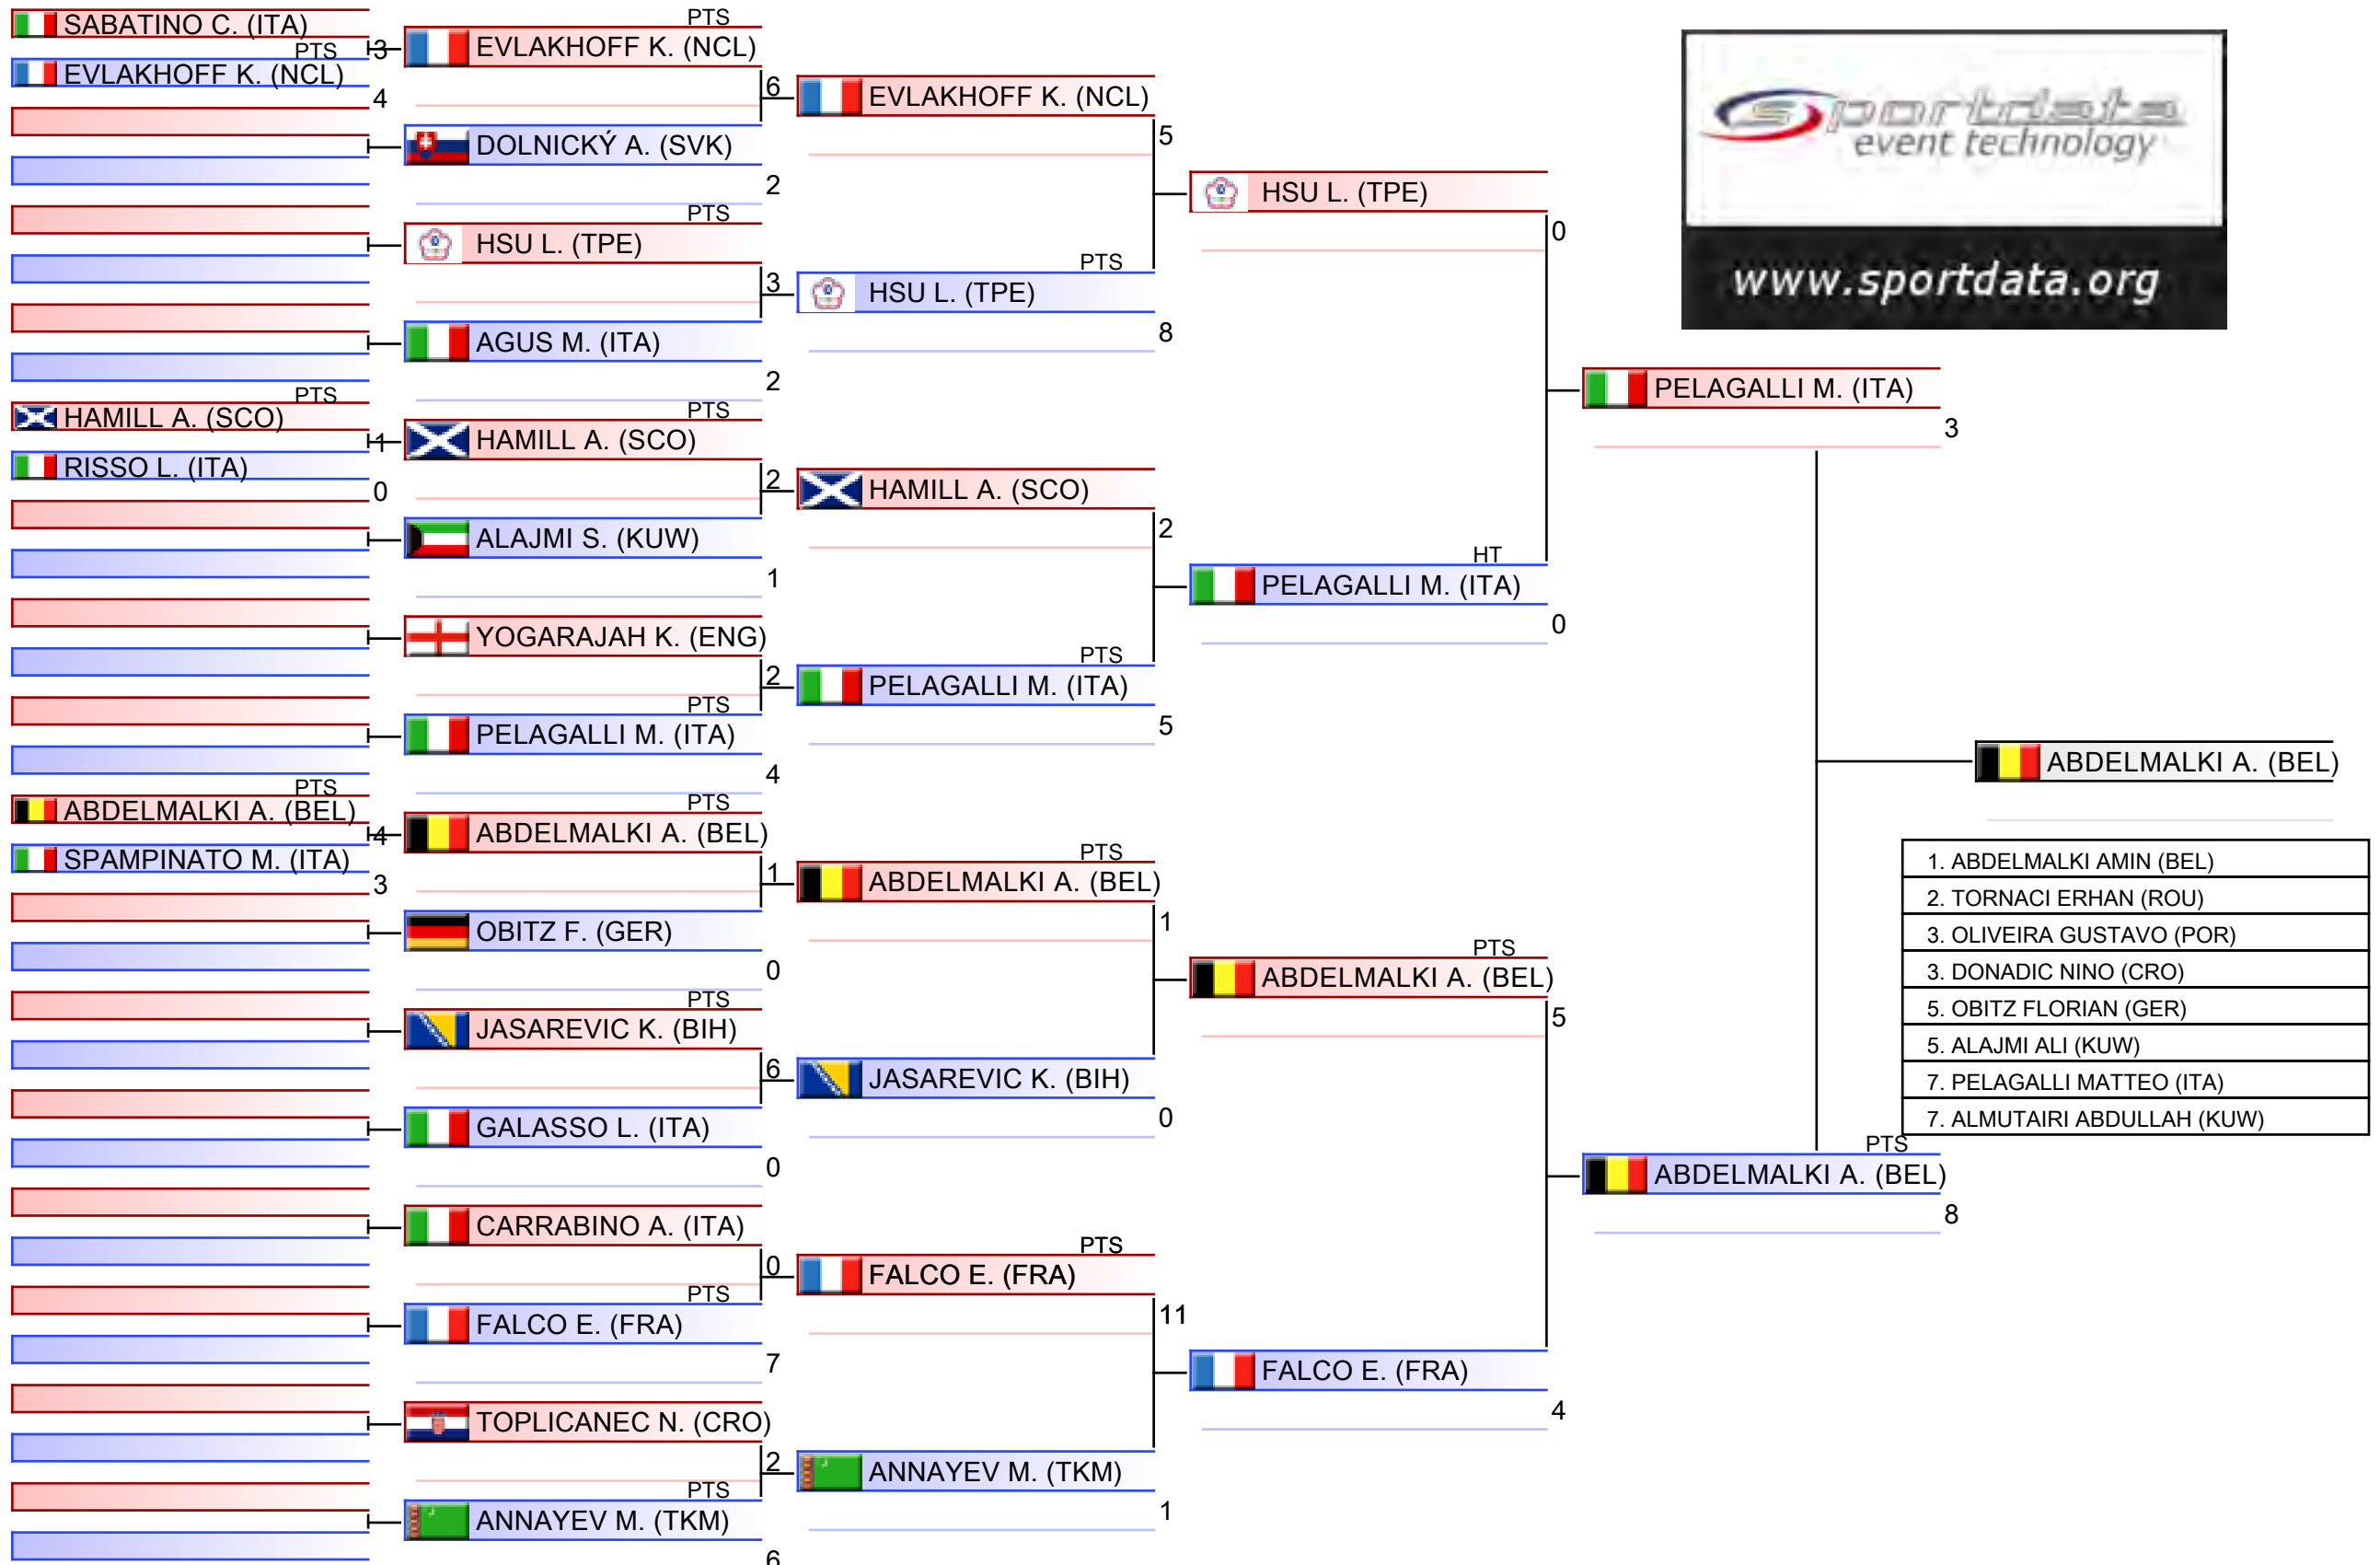 SABATINO C. (ITA)
PTS
3
EVLAKHOFF K. (NCL)
4
HAMILL A. (SCO)
PTS
1
RISSO L. (ITA)
0
ABDELMALKI A. (BEL)
PTS
4
SPAMPINATO M. (ITA)
3
PTS
EVLAKHOFF K. (NCL)
6
DOLNICKÝ A. (SVK)
2
PTS
HSU L. (TPE)
3
AGUS M. (ITA)
2
PTS
HAMILL A. (SCO)
2
ALAJMI S. (KUW)
1
YOGARAJAH K. (ENG)
2
PTS
PELAGALLI M. (ITA)
4
PTS
ABDELMALKI A. (BEL)
1
OBITZ F. (GER)
0
PTS
JASAREVIC K. (BIH)
6
GALASSO L. (ITA)
0
CARRABINO A. (ITA)
0
PTS
FALCO E. (FRA)
7
TOPLICANEC N. (CRO)
2
PTS
ANNAYEV M. (TKM)
6
EVLAKHOFF K. (NCL)
5
PTS
HSU L. (TPE)
8
HAMILL A. (SCO)
2
PTS
PELAGALLI M. (ITA)
5
PTS
ABDELMALKI A. (BEL)
1
JASAREVIC K. (BIH)
0
PTS
FALCO E. (FRA)
11
ANNAYEV M. (TKM)
1
HSU L. (TPE)
0
HT
PELAGALLI M. (ITA)
0
PTS
ABDELMALKI A. (BEL)
5
FALCO E. (FRA)
4
PELAGALLI M. (ITA)
3
PTS
ABDELMALKI A. (BEL)
8
ABDELMALKI A. (BEL)
sportdata
event technology
www.sportdata.org
1. ABDELMALKI AMIN (BEL)
2. TORNACI ERHAN (ROU)
3. OLIVEIRA GUSTAVO (POR)
3. DONADIC NINO (CRO)
5. OBITZ FLORIAN (GER)
5. ALAJMI ALI (KUW)
7. PELAGALLI MATTEO (ITA)
7. ALMUTAIRI ABDULLAH (KUW)